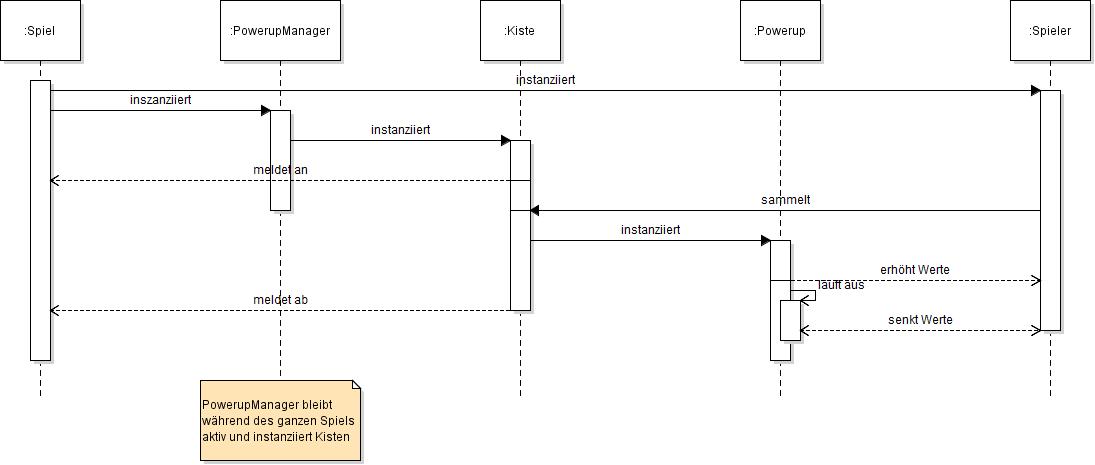 :Spiel
:PowerupManager
:Kiste
:Powerup
:Spieler
instanziiert
inszanziiert
instanziiert
meldet an
sammelt
instanziiert
erhöht Werte
läuft aus
meldet ab
senkt Werte
PowerupManager bleibt
während des ganzen Spiels
aktiv und instanziiert Kisten